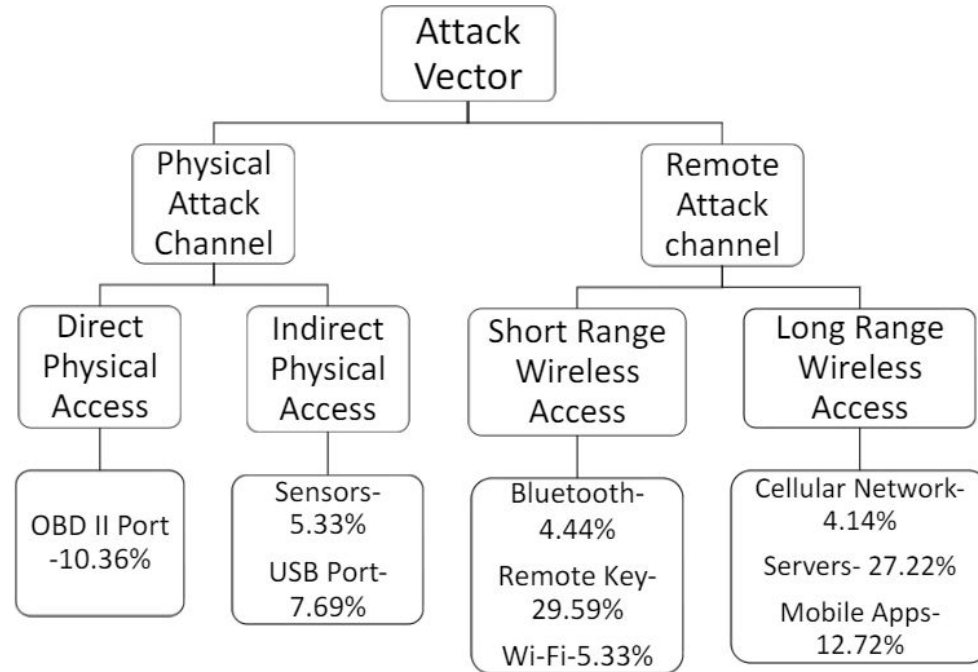 Attack
Vector
Physical
Attack
Channel
Remote
Attack
channel
Direct
Physical
Access
Indirect
Physical
Access
Short Range
Wireless
Access
Long Range
Wireless
Access
OBD II Port
-10.36%
Sensors-
5.33%
USB Port-
7.69%
Bluetooth-
4.44%
Remote Key-
29.59%
Wi-Fi-5.33%
Cellular Network-
4.14%
Servers- 27.22%
Mobile Apps-
12.72%